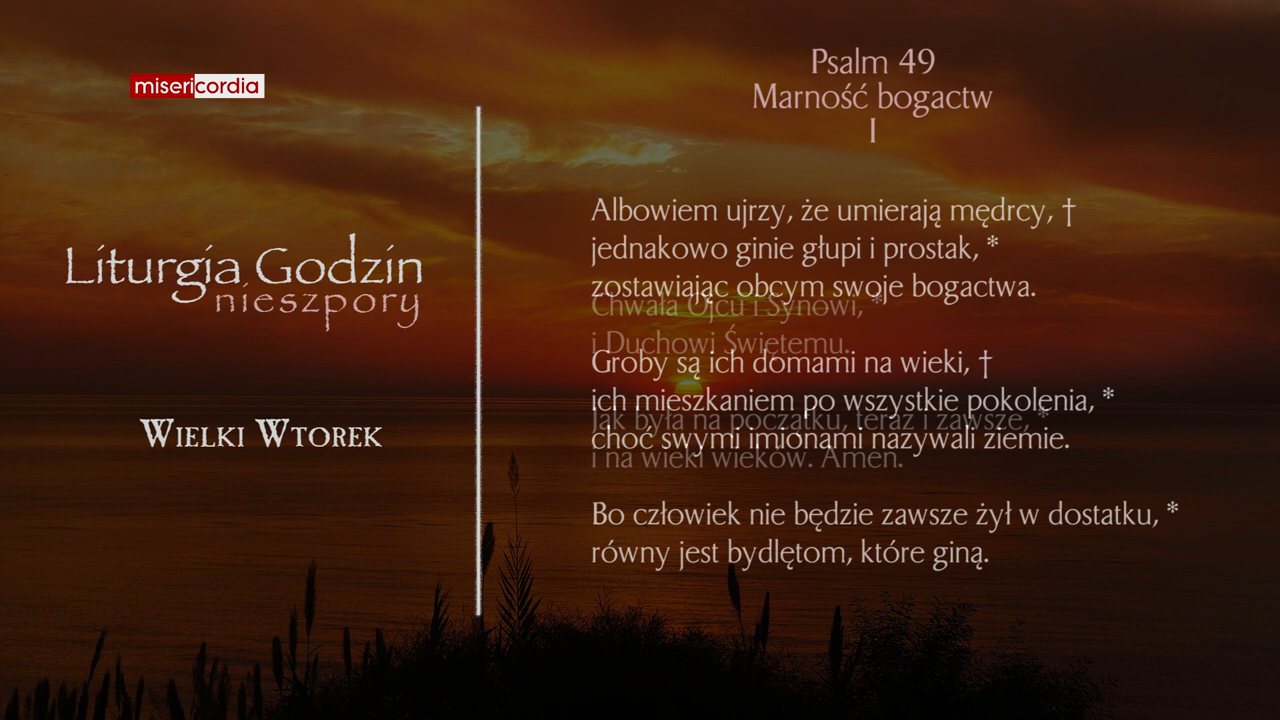 misericordia
Liturgia Godzin
nieszpory
Wielki Wtorek
Psalm 49
Marność bogactw
I
Albowiem ujrzy, że umierają mędrcy, †
jednakowo ginie głupi i prostak, *
zostawiając obcym swoje bogactwa.
Chwała Ojcu i Synowi, *
i Duchowi Świętemu.
Groby są ich domami na wieki, †
ich mieszkaniem po wszystkie pokolenia, *
Jak była na początku, teraz i zawsze, *
choć swymi imionami nazywali ziemie.
i na wieki wieków. Amen.
Bo człowiek nie będzie zawsze żył w dostatku, *
równy jest bydlętom, które giną.